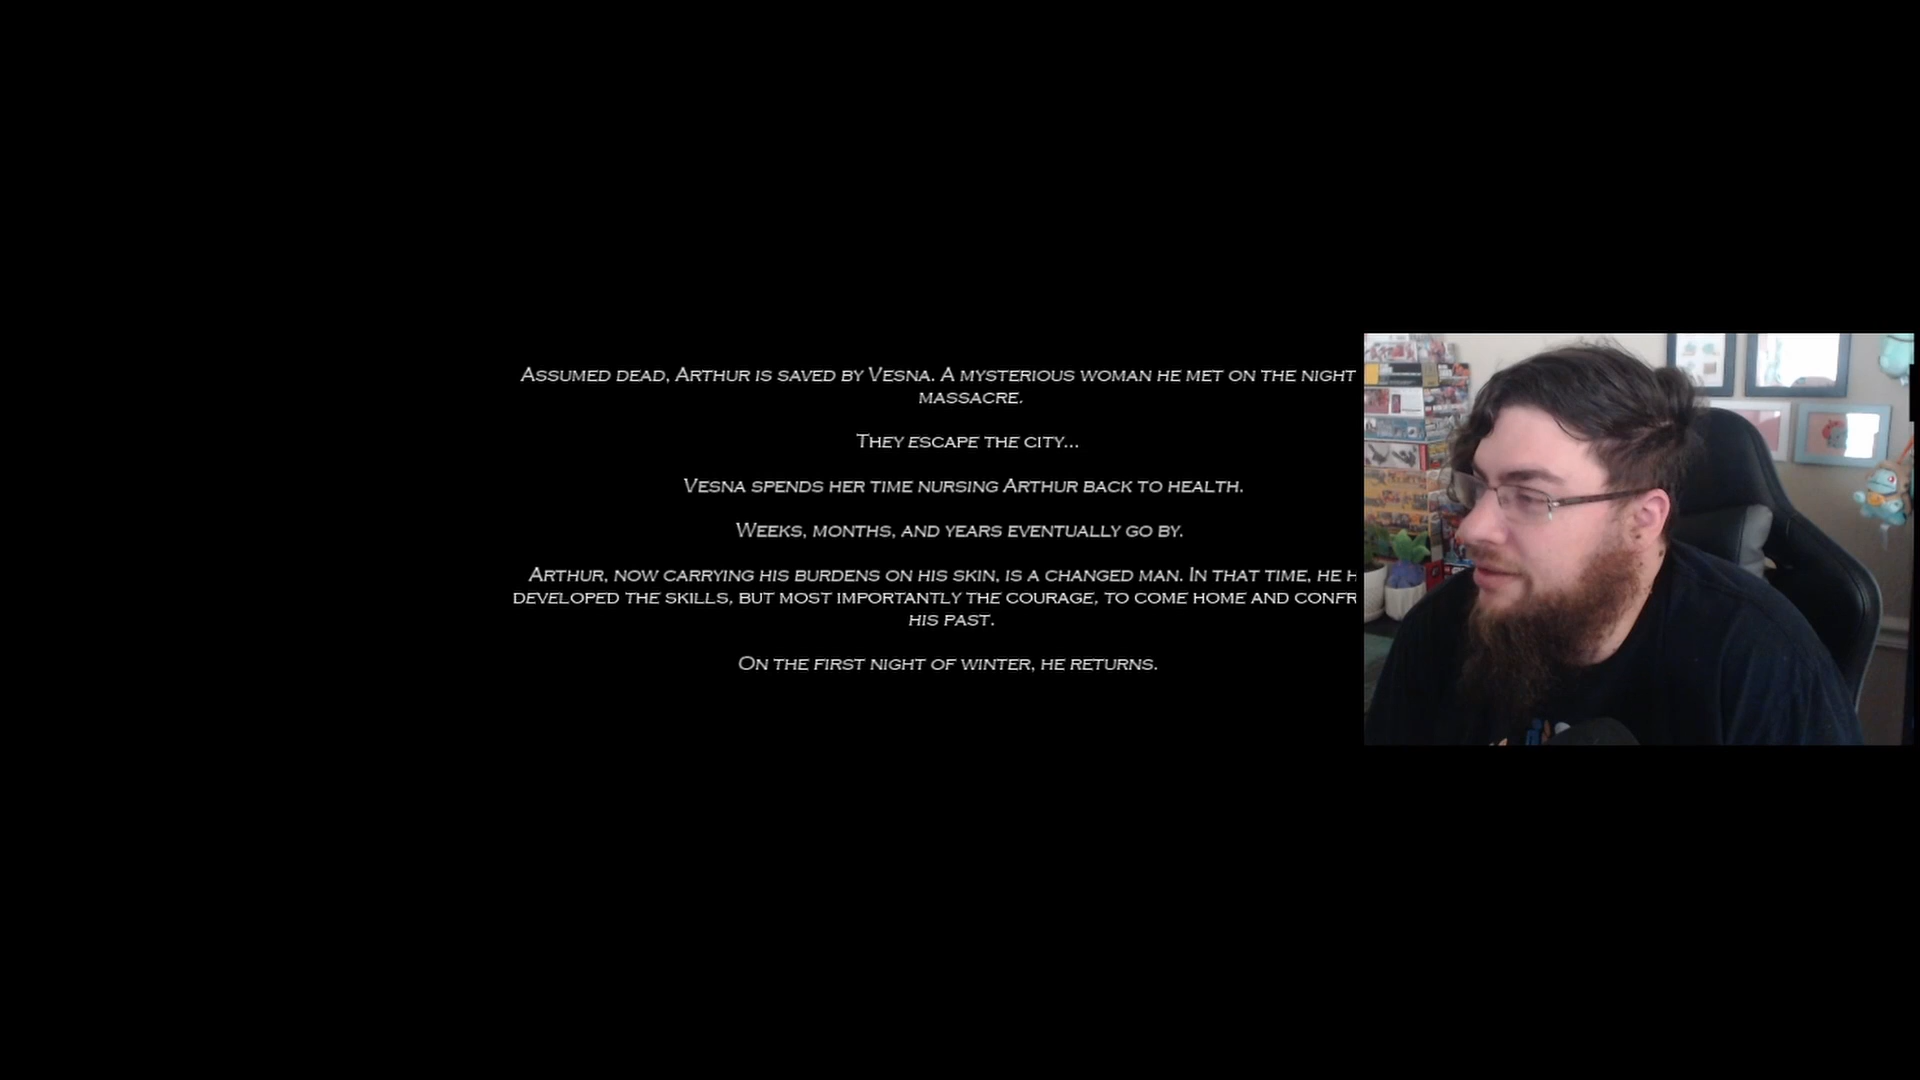 Assumed dead, Arthur is saved by Vesna. A mysterious woman he met on the night
massacre.
They escape the city...
Vesna spends her time nursing Arthur back to health.
Weeks, months, and years eventually go by.
Arthur, now carrying his burdens on his skin, is a changed man. In that time, he h
developed the skills, but most importantly the courage, to come home and confr
his past.
On the first night of winter, he returns.